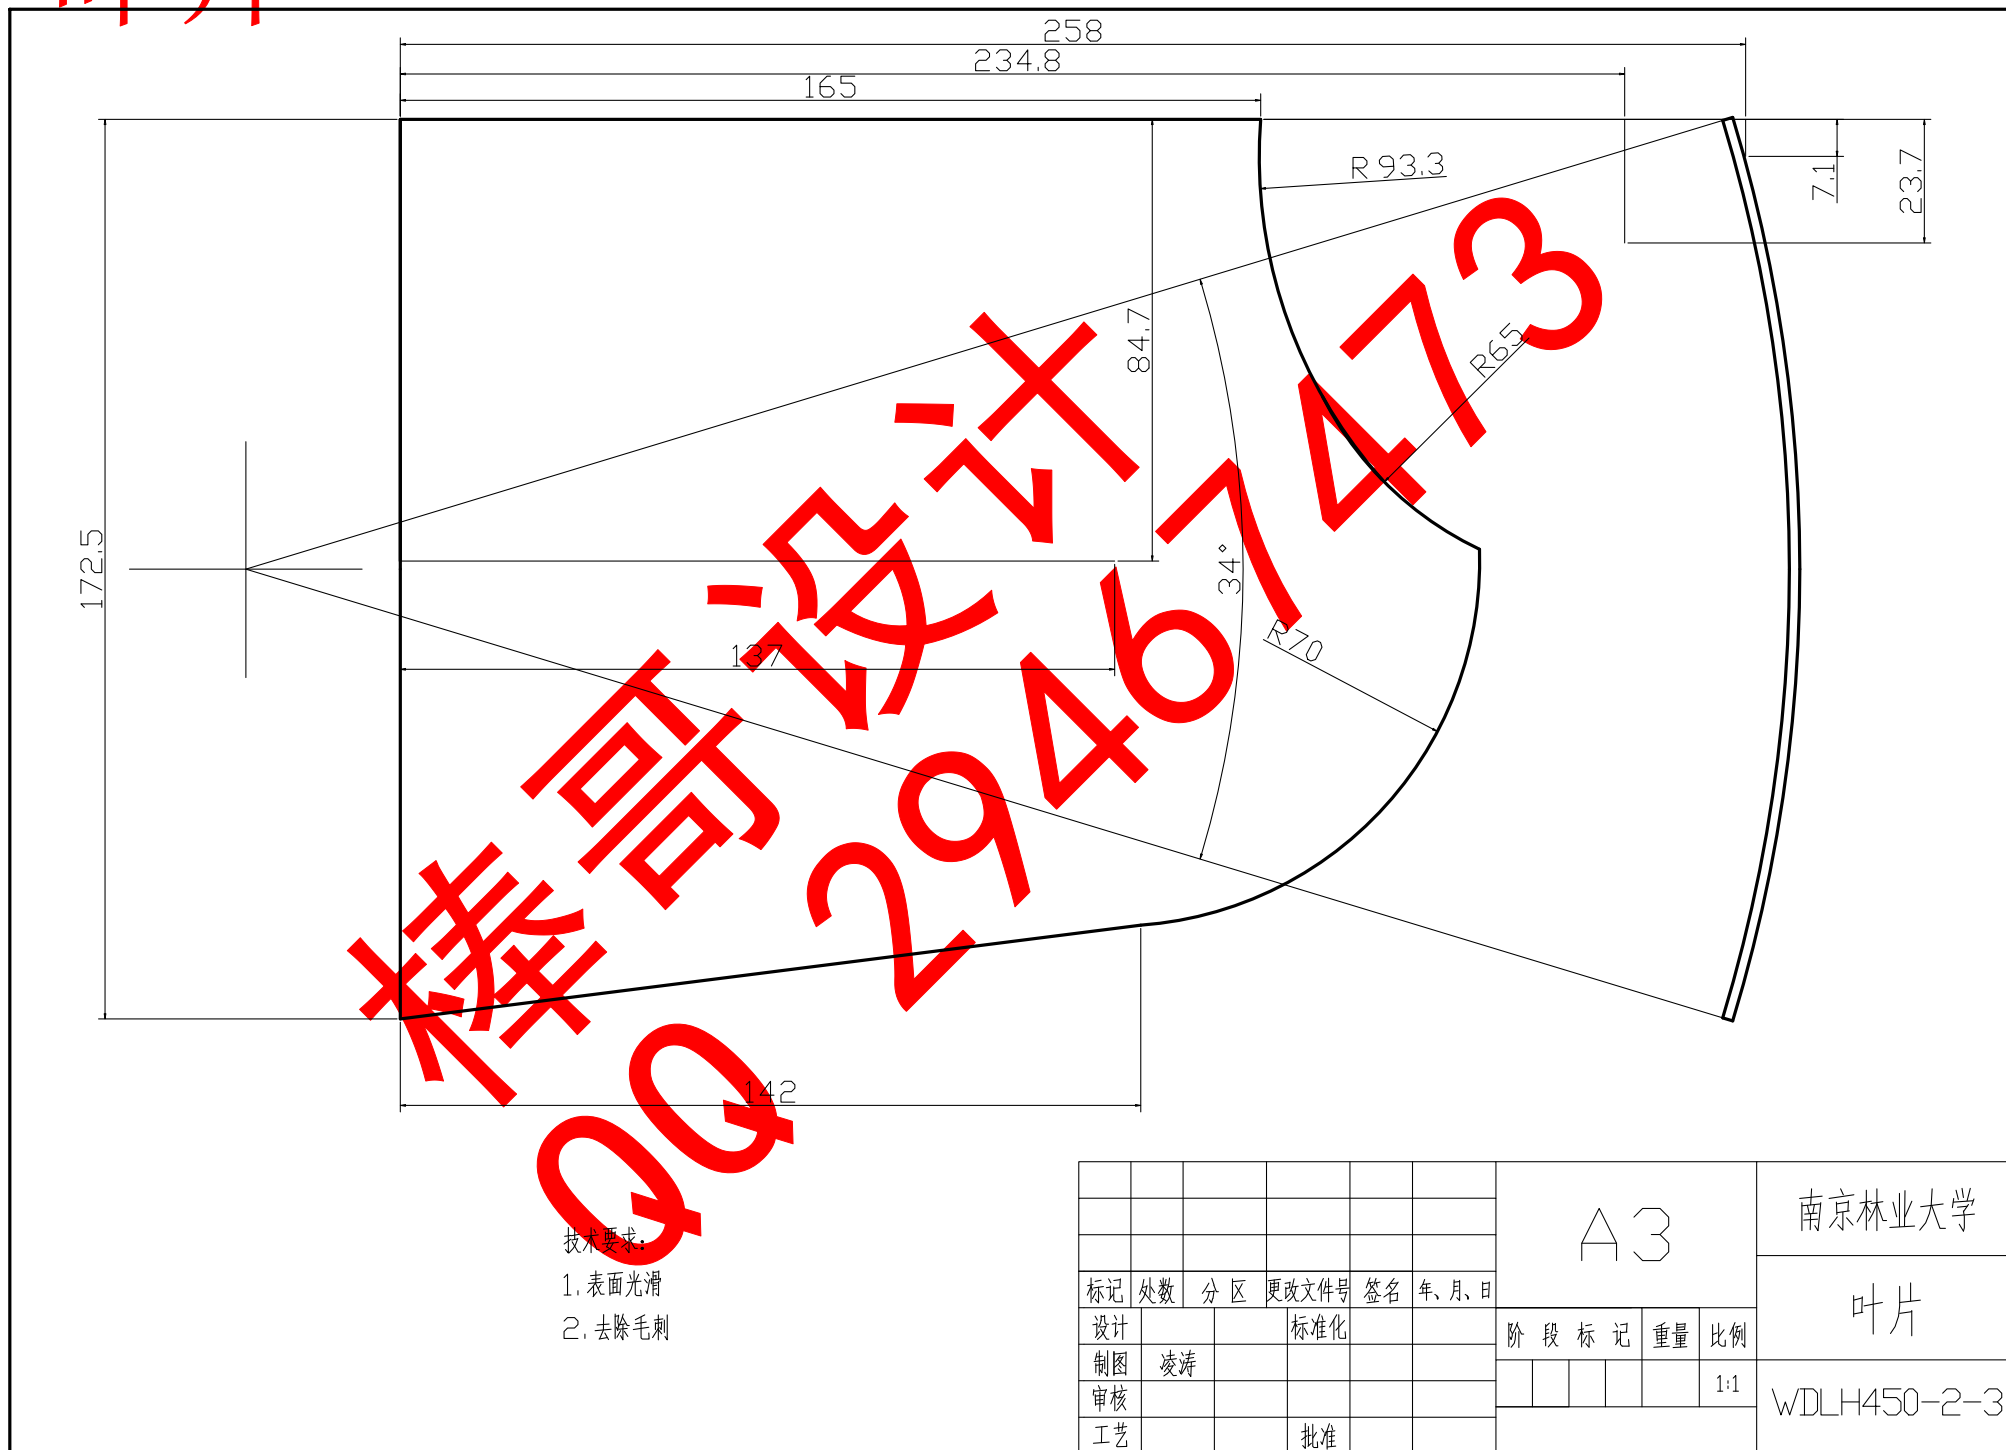 258
234.8
165
R 93.3
7.1
23.7
84.7
R65
172.5
34°
137
R70
142
棒哥设计
QQ 29467473
技术要求:
1. 表面光滑
2. 去除毛刺
A3
南京林业大学
标记 处数 分 区 更改文件号 签名 年、月、日
叶片
设计 标准化
阶 段 标 记 重量 比例
制图 凌涛
1:1
审核
WDLH450-2-3
工艺 批准